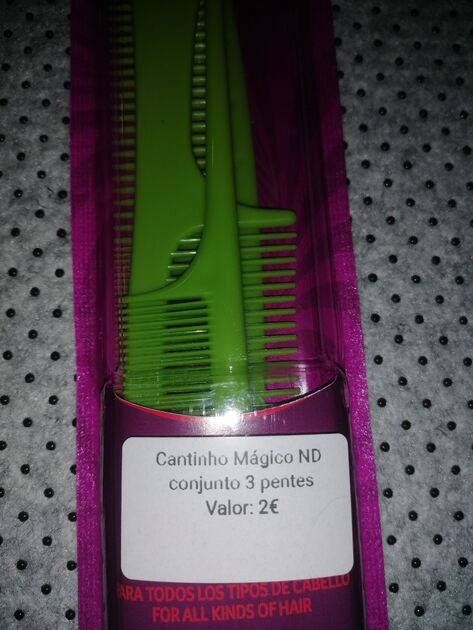 Cantinho Mágico ND
conjunto 3 pentes
Valor: 2€
PARA TODOS LOS TIPOS DE CABELLO
FOR ALL KINDS OF HAIR